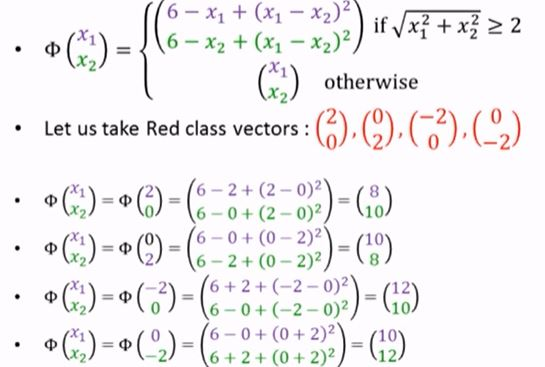 • Φ(x₁ x₂) = { (6 − x₁ + (x₁ − x₂)² 6 − x₂ + (x₁ − x₂)²) if √(x₁² + x₂²) ≥ 2
(x₁ x₂) otherwise
• Let us take Red class vectors : (2 0), (0 2), (−2 0), (0 −2)
• Φ(x₁ x₂) = Φ(2 0) = (6 − 2 + (2 − 0)² 6 − 0 + (2 − 0)²) = (8 10)
• Φ(x₁ x₂) = Φ(0 2) = (6 − 0 + (0 − 2)² 6 − 2 + (0 − 2)²) = (10 8)
• Φ(x₁ x₂) = Φ(−2 0) = (6 + 2 + (−2 − 0)² 6 − 0 + (−2 − 0)²) = (12 10)
• Φ(x₁ x₂) = Φ(0 −2) = (6 − 0 + (0 + 2)² 6 + 2 + (0 + 2)²) = (10 12)